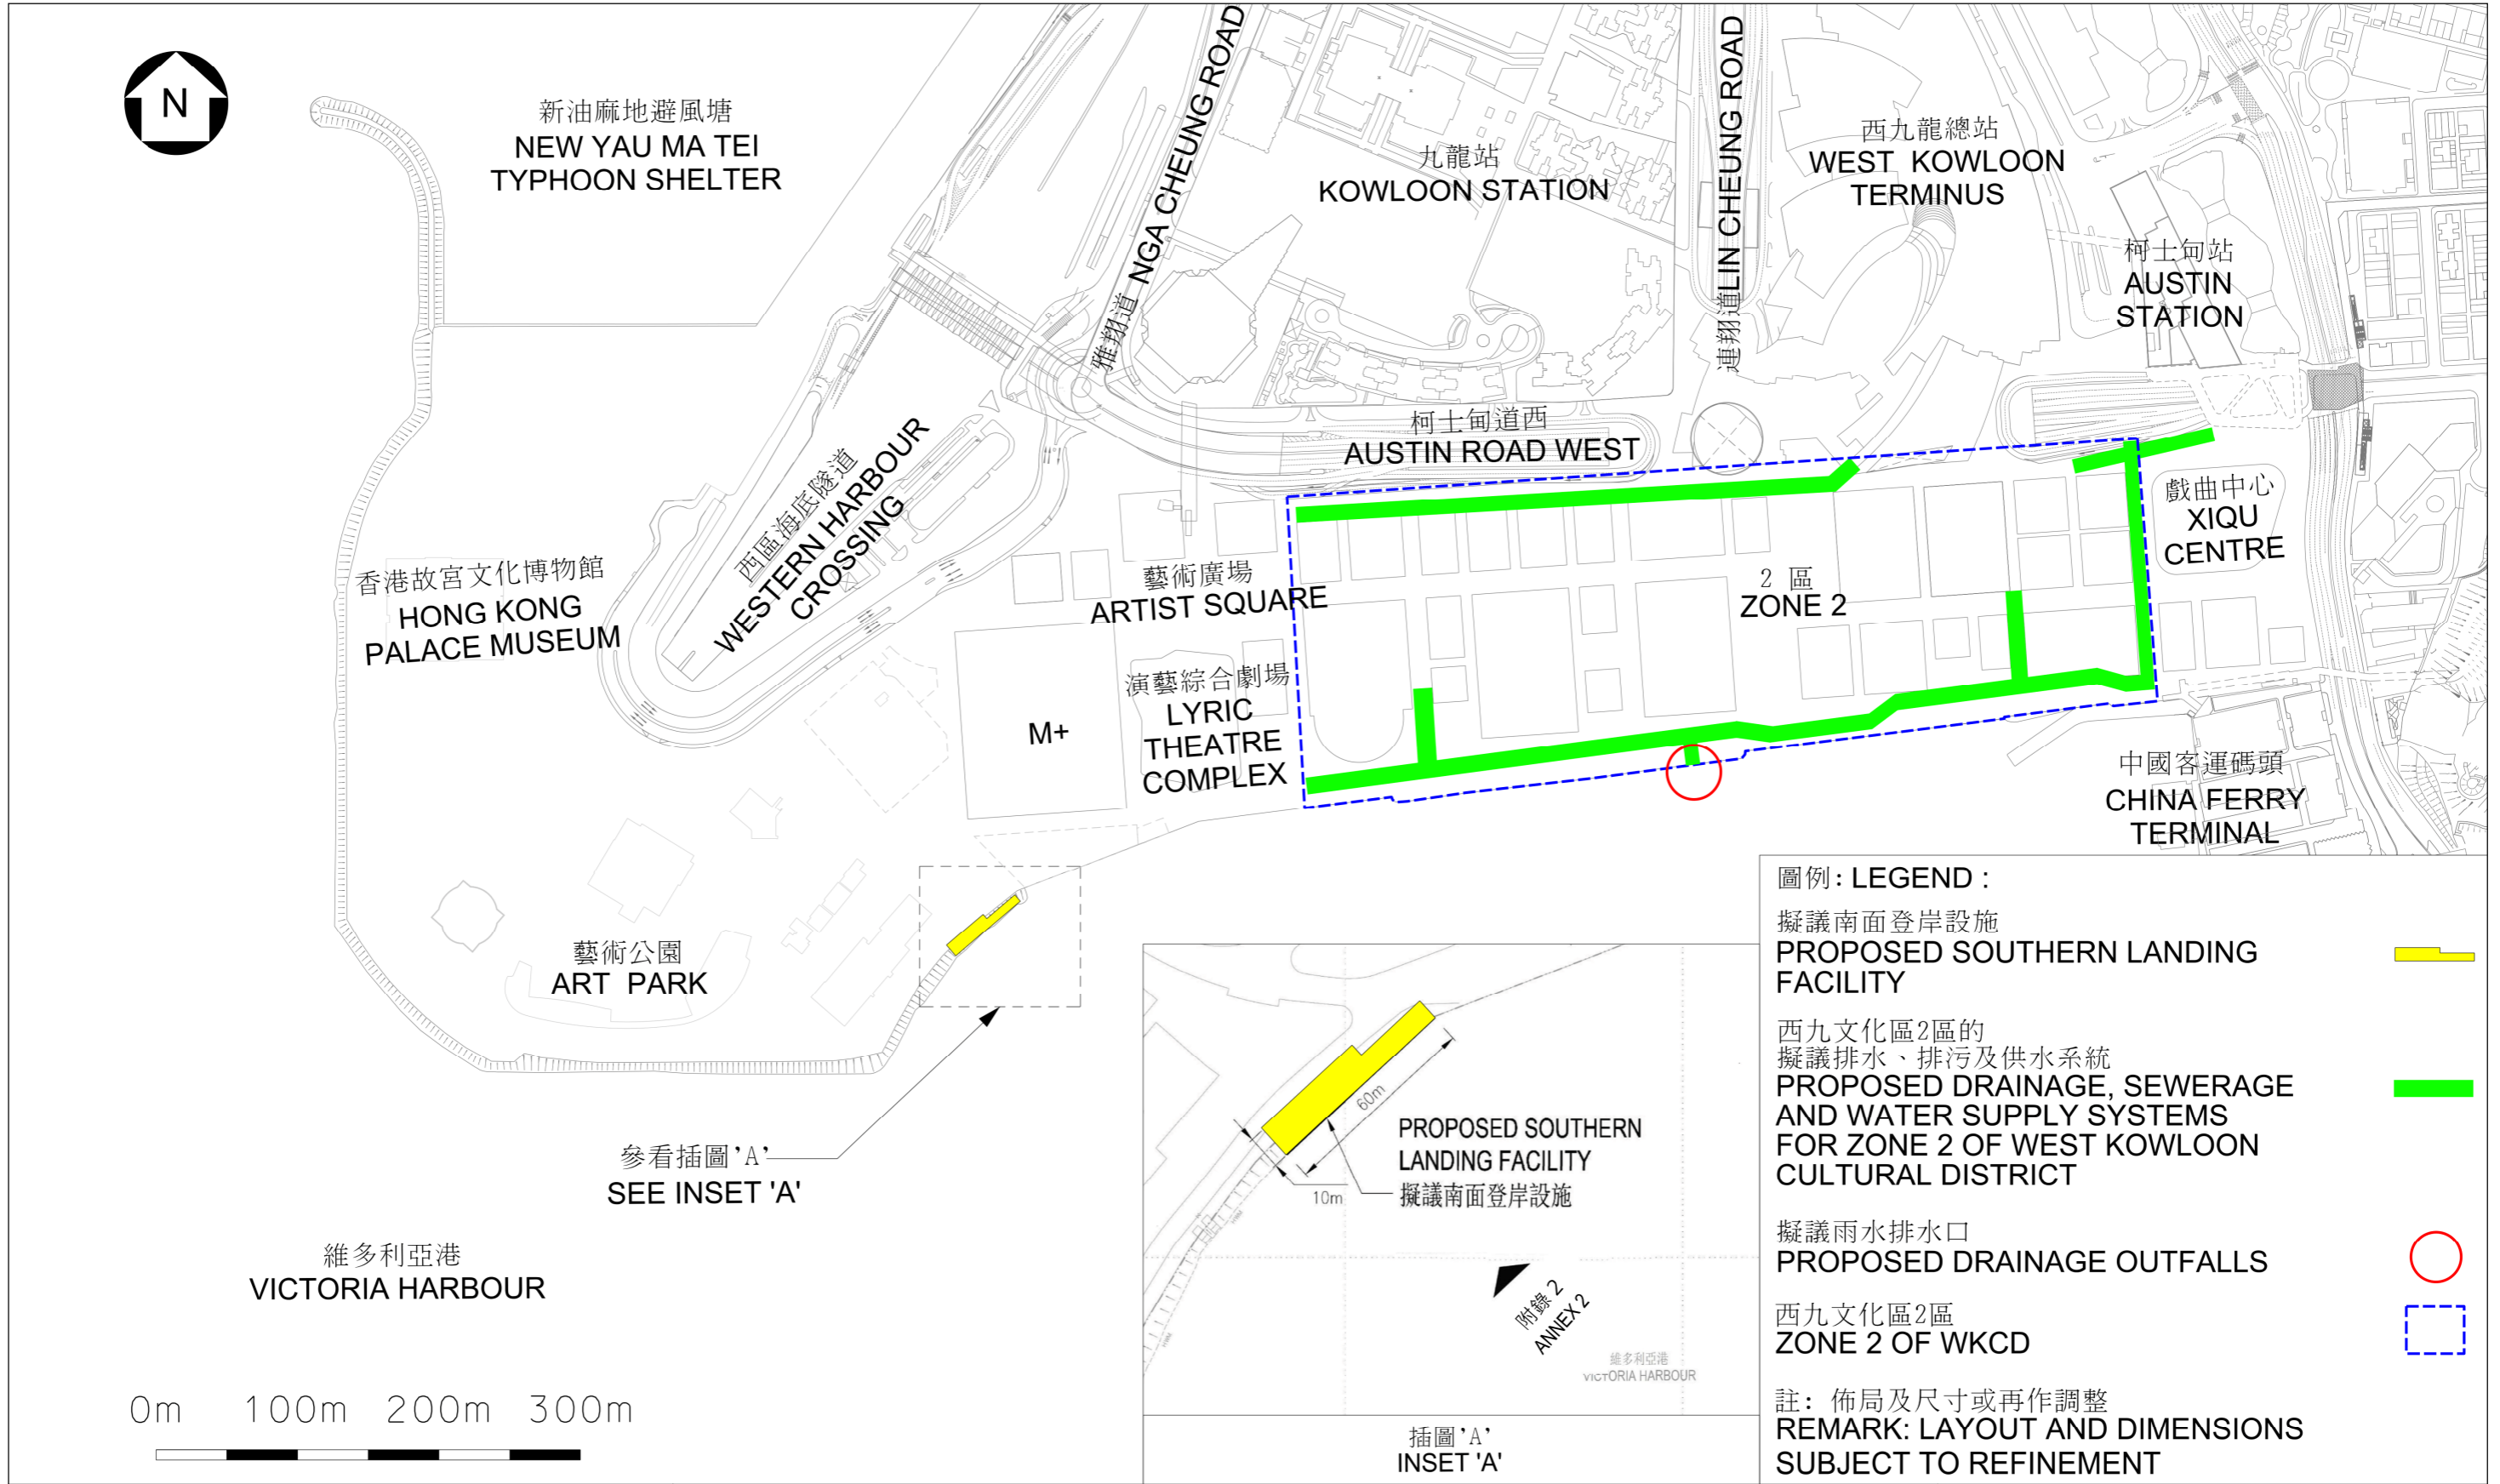 N
新油麻地避風塘
NEW YAU MA TEI
TYPHOON SHELTER
雅翔道 NGA CHEUNG ROAD
九龍站
KOWLOON STATION
連翔道 LIN CHEUNG ROAD
西九龍總站
WEST KOWLOON
TERMINUS
柯士甸站
AUSTIN
STATION
柯士甸道西
AUSTIN ROAD WEST
西區海底隧道
WESTERN HARBOUR
CROSSING
香港故宮文化博物館
HONG KONG
PALACE MUSEUM
藝術廣場
ARTIST SQUARE
2 區
ZONE 2
戲曲中心
XIQU
CENTRE
M+
演藝綜合劇場
LYRIC
THEATRE
COMPLEX
中國客運碼頭
CHINA FERRY
TERMINAL
藝術公園
ART PARK
參看插圖'A'
SEE INSET 'A'
維多利亞港
VICTORIA HARBOUR
0m 100m 200m 300m
60m
10m
PROPOSED SOUTHERN
LANDING FACILITY
擬議南面登岸設施
HWM
HWM
附錄 2
ANNEX 2
維多利亞港
VICTORIA HARBOUR
插圖'A'
INSET 'A'
圖例: LEGEND :
擬議南面登岸設施
PROPOSED SOUTHERN LANDING
FACILITY
西九文化區2區的
擬議排水、排污及供水系統
PROPOSED DRAINAGE, SEWERAGE
AND WATER SUPPLY SYSTEMS
FOR ZONE 2 OF WEST KOWLOON
CULTURAL DISTRICT
擬議雨水排水口
PROPOSED DRAINAGE OUTFALLS
西九文化區2區
ZONE 2 OF WKCD
註: 佈局及尺寸或再作調整
REMARK: LAYOUT AND DIMENSIONS
SUBJECT TO REFINEMENT